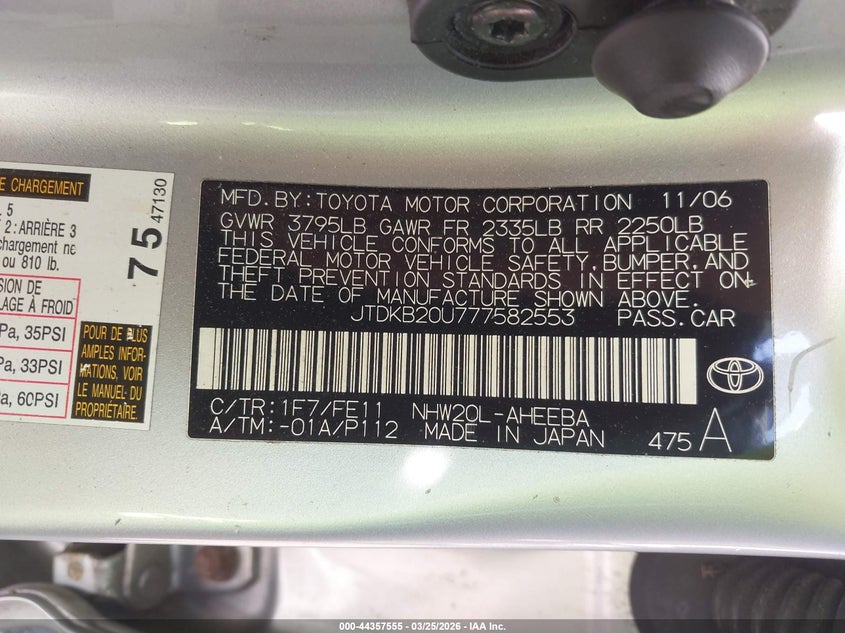 E CHARGEMENT
5
2: ARRIÈRE 3
chargement ne
ou 810 lb.
75
47130
SION DE
LAGE À FROID
Pa, 35PSI
Pa, 33PSI
Pa, 60PSI
POUR DE PLUS
AMPLES INFOR-
MATIONS, VOIR
LE MANUEL DU
PROPRIÉTAIRE
MFD. BY: TOYOTA MOTOR CORPORATION 11/06
GVWR 3795LB GAWR FR 2335LB RR 2250LB
THIS VEHICLE CONFORMS TO ALL APPLICABLE
FEDERAL MOTOR VEHICLE SAFETY, BUMPER, AND
THEFT PREVENTION STANDARDS IN EFFECT ON
THE DATE OF MANUFACTURE SHOWN ABOVE.
JTDKB20U777582553 PASS. CAR
C/TR: 1F7/FE11 NHW20L-AHEEBA
A/TM: -01A/P112 MADE IN JAPAN 475 A
000-44357555 | 03/25/2026 | IAA Inc.